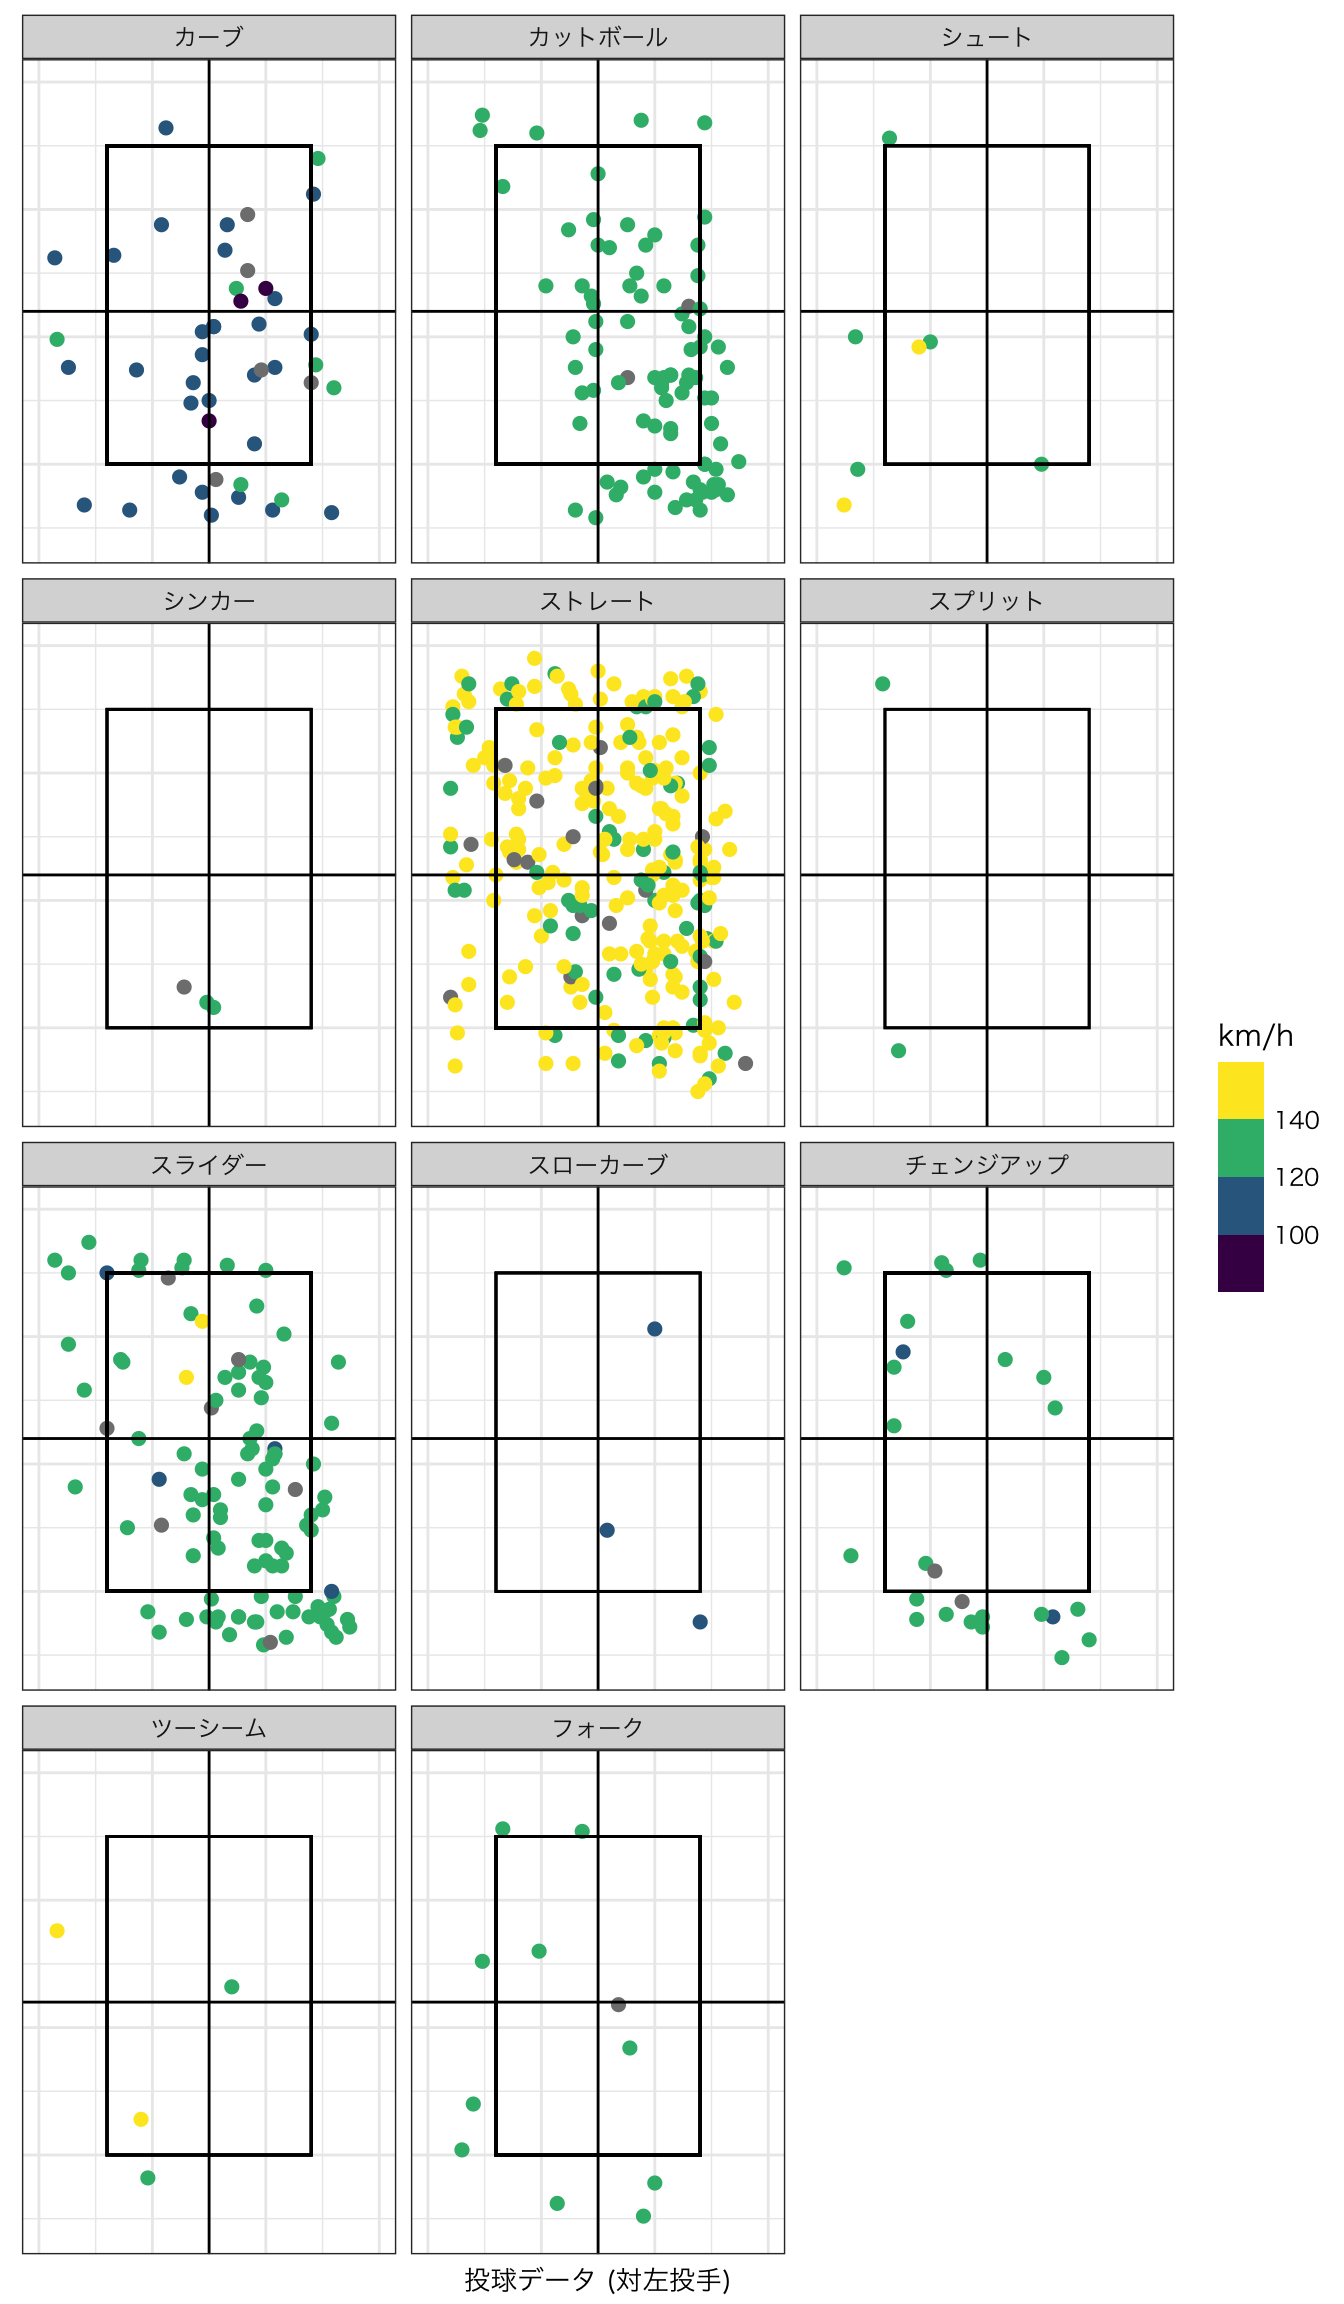 カーブ
カットボール
シュート
シンカー
ストレート
スプリット
スライダー
スローカーブ
チェンジアップ
ツーシーム
フォーク
km/h
140
120
100
投球データ (対左投手)